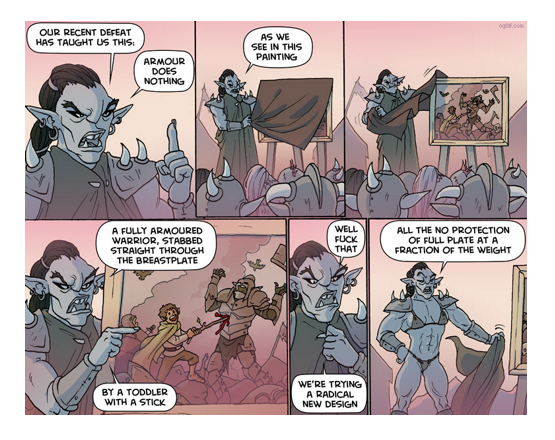 OUR RECENT DEFEAT
HAS TAUGHT US THIS:
ARMOUR
DOES
NOTHING
AS WE
SEE IN THIS
PAINTING
oglaf.com
A FULLY ARMOURED
WARRIOR, STABBED
STRAIGHT THROUGH
THE BREASTPLATE
BY A TODDLER
WITH A STICK
WELL
FUCK
THAT
WE'RE TRYING
A RADICAL
NEW DESIGN
ALL THE NO PROTECTION
OF FULL PLATE AT A
FRACTION OF THE WEIGHT